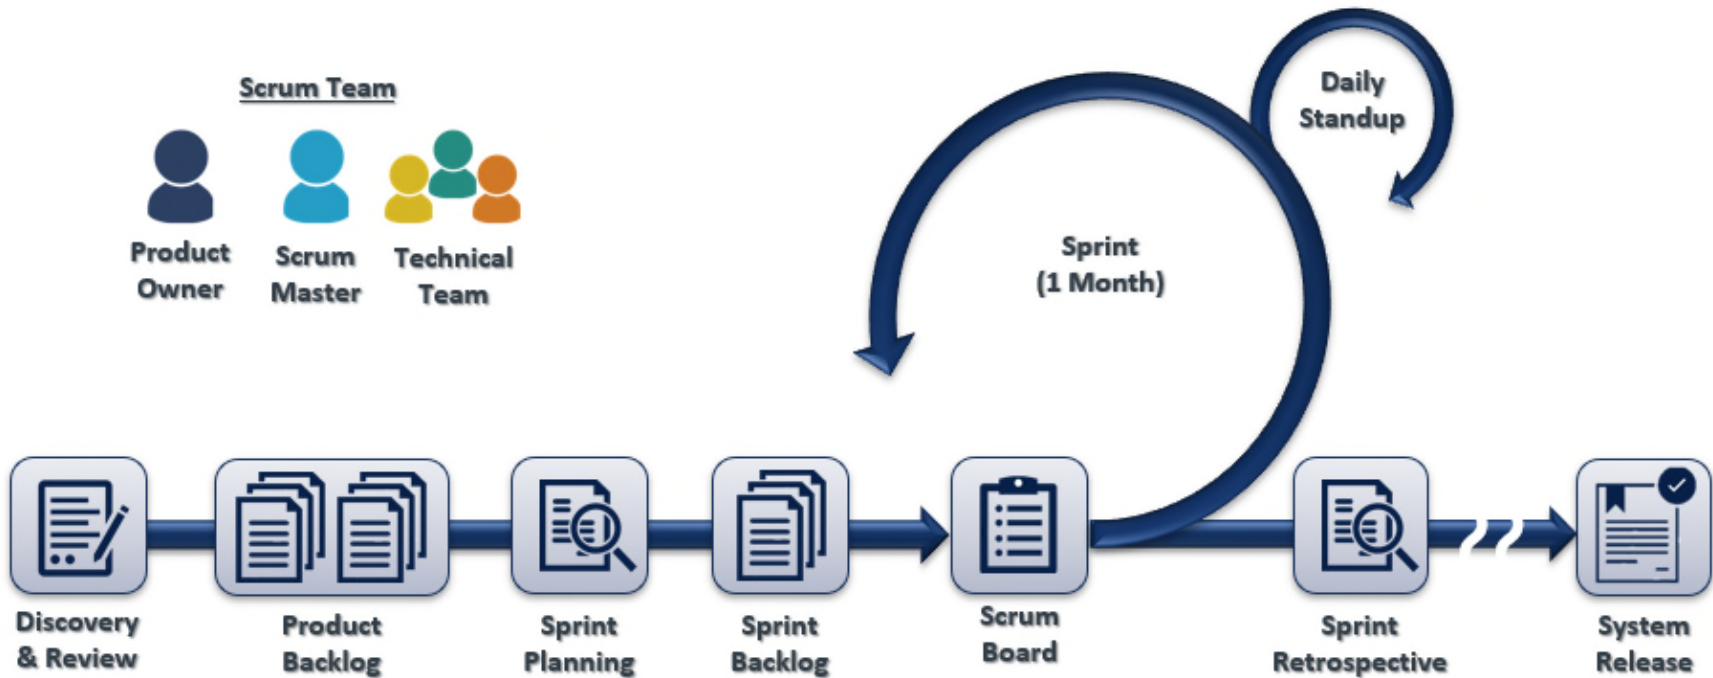 Scrum Team
Product
Owner
Scrum
Master
Technical
Team
Daily
Standup
Sprint
(1 Month)
Discovery
& Review
Product
Backlog
Sprint
Planning
Sprint
Backlog
Scrum
Board
Sprint
Retrospective
System
Release